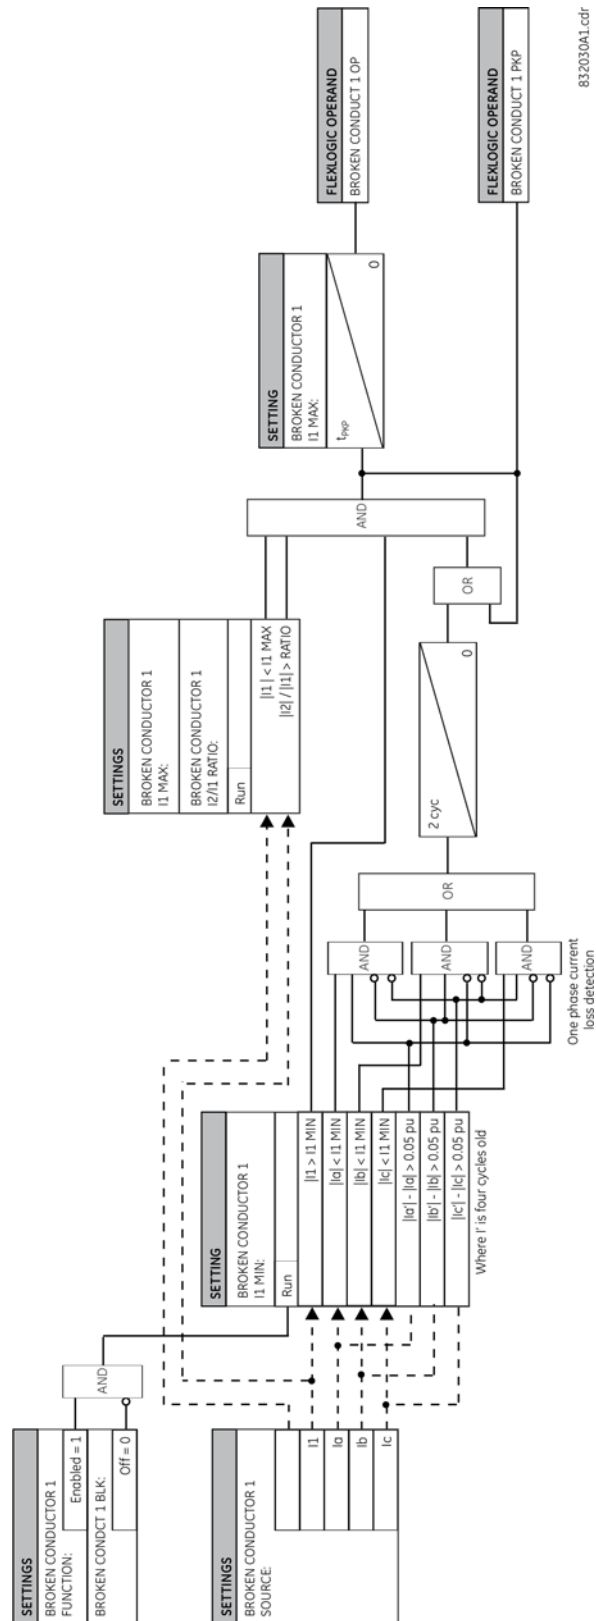 SETTINGS
BROKEN CONDUCTOR 1
FUNCTION:
Enabled = 1
BROKEN CONDCT 1 BLK:
Off = 0
AND
SETTINGS
BROKEN CONDUCTOR 1
SOURCE:
I1
Ia
Ib
Ic
SETTING
BROKEN CONDUCTOR 1
I1 MIN:
Run
|I1 > I1 MIN
|Ia| < I1 MIN
|Ib| < I1 MIN
|Ic| < I1 MIN
|Ia'| - |Ia| > 0.05 pu
|Ib'| - |Ib| > 0.05 pu
|Ic'| - |Ic| > 0.05 pu
Where I' is four cycles old
AND
AND
AND
One phase current
loss detection
OR
SETTINGS
BROKEN CONDUCTOR 1
I1 MAX:
BROKEN CONDUCTOR 1
I2/I1 RATIO:
Run
|I1 | < I1 MAX
|I2| / |I1| > RATIO
2 cyc
0
OR
AND
SETTING
BROKEN CONDUCTOR 1
I1 MAX:
tPKP
0
FLEXLOGIC OPERAND
BROKEN CONDUCT 1 OP
FLEXLOGIC OPERAND
BROKEN CONDUCT 1 PKP
832030A1.cdr